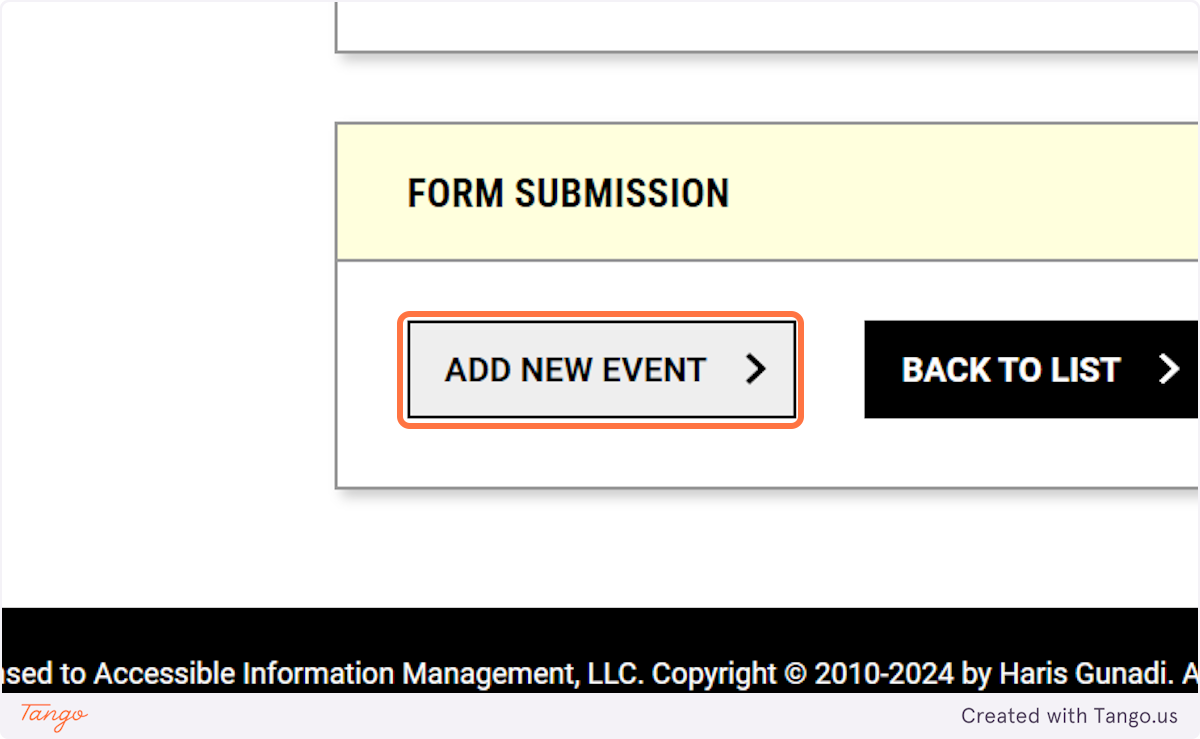 FORM SUBMISSION
ADD NEW EVENT
BACK TO LIST
to Accessible Information Management, LLC. Copyright © 2010-2024 by Haris Gunadi.
Tango
Created with Tango.us